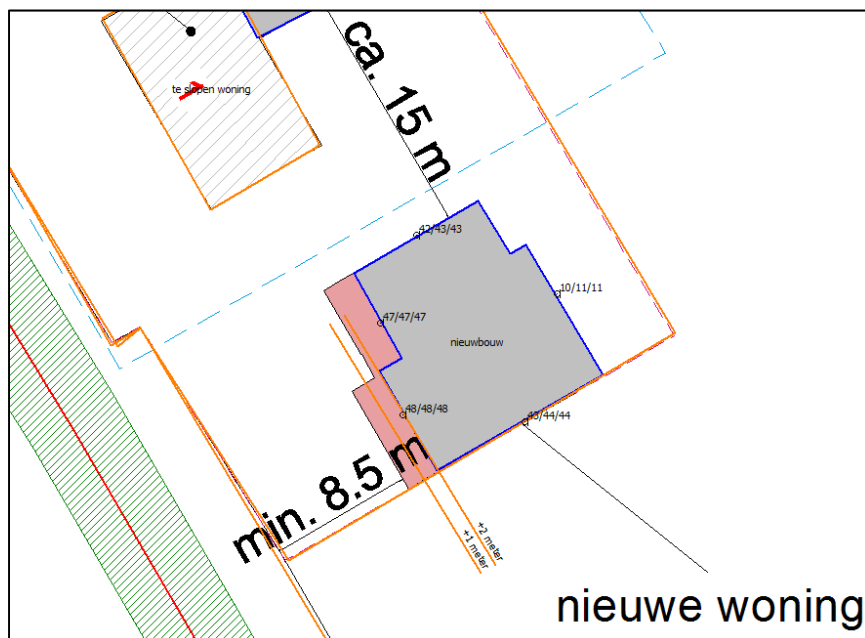 te slopen woning
7
ca. 15 m
42/43/43
10/11/11
47/47/47
nieuwbouw
48/48/48
43/44/44
min. 8.5 m
+2 meter
+1 meter
nieuwe woning